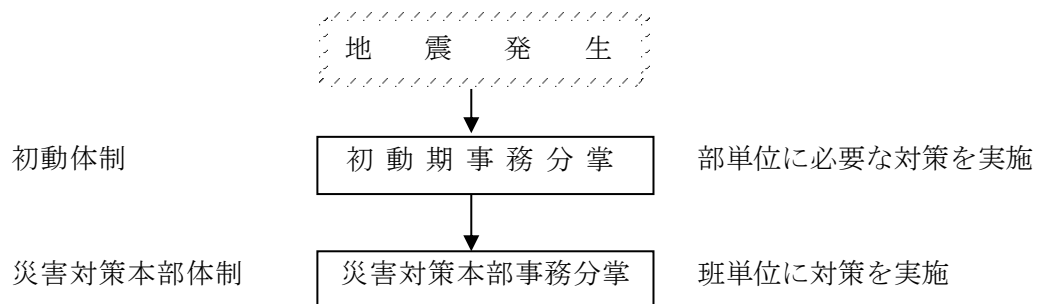 地 震 発 生
初動体制 初 動 期 事 務 分 掌 部単位に必要な対策を実施
災害対策本部体制 災害対策本部事務分掌 班単位に対策を実施